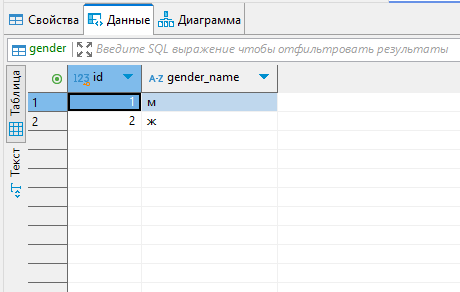 Свойства Данные Диаграмма
gender Введите SQL выражение чтобы отфильтровать результаты
Таблица
Текст
123 id A-Z gender_name
1 1 м
2 2 ж